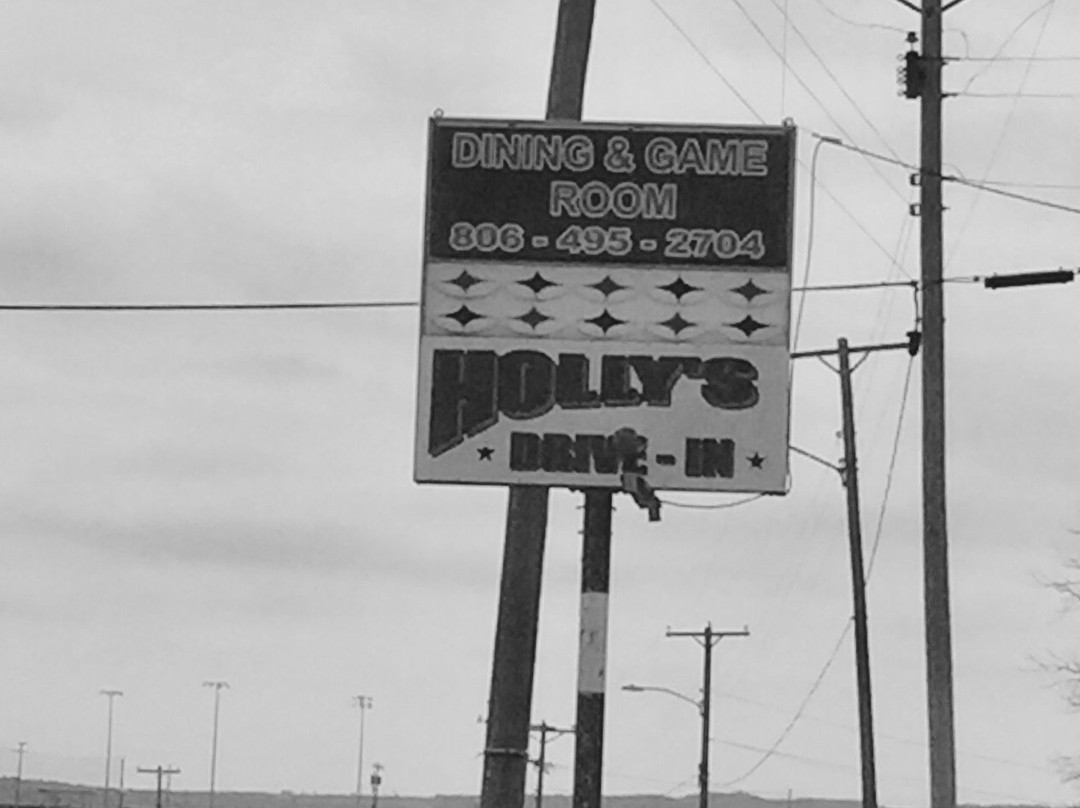 DINING & GAME
ROOM
806 - 495 - 2704
HOLLY'S
DRIVE - IN